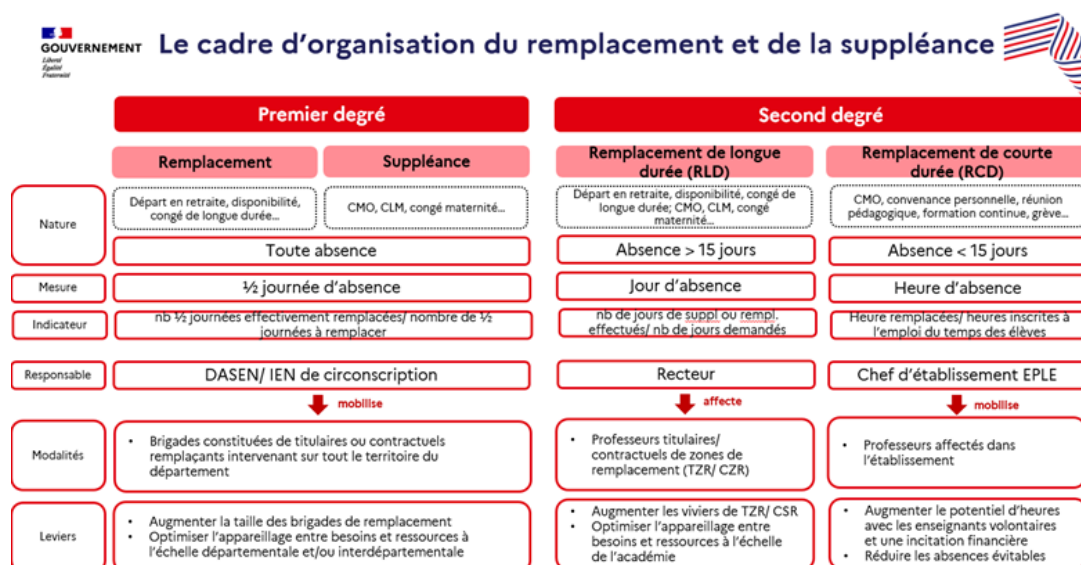 GOUVERNEMENT
Liberté
Égalité
Fraternité
Le cadre d'organisation du remplacement et de la suppléance
Premier degré
Second degré
Remplacement
Suppléance
Remplacement de longue
durée (RLD)
Remplacement de courte
durée (RCD)
Nature
Départ en retraite, disponibilité,
congé de longue durée...
CMO, CLM, congé maternité...
Départ en retraite, disponibilité, congé de
longue durée; CMO, CLM, congé
maternité...
CMO, convenance personnelle, réunion
pédagogique, formation continue, grève...
Toute absence
Absence > 15 jours
Absence < 15 jours
Mesure
½ journée d'absence
Jour d'absence
Heure d'absence
Indicateur
nb ½ journées effectivement remplacées/ nombre de ½
journées à remplacer
nb de jours de suppl ou rempl.
effectués/ nb de jours demandés
Heure remplacées/ heures inscrites à
l'emploi du temps des élèves
Responsable
DASEN/ IEN de circonscription
Recteur
Chef d'établissement EPLE
mobilise
affecte
mobilise
Modalités
• Brigades constituées de titulaires ou contractuels
remplaçants intervenant sur tout le territoire du
département
• Professeurs titulaires/
contractuels de zones de
remplacement (TZR/ CZR)
• Professeurs affectés dans
l'établissement
Leviers
• Augmenter la taille des brigades de remplacement
• Optimiser l'appareillage entre besoins et ressources à
l'échelle départementale et/ou interdépartementale
• Augmenter les viviers de TZR/ CSR
• Optimiser l'appareillage entre
besoins et ressources à l'échelle
de l'académie
• Augmenter le potentiel d'heures
avec les enseignants volontaires
et une incitation financière
• Réduire les absences évitables